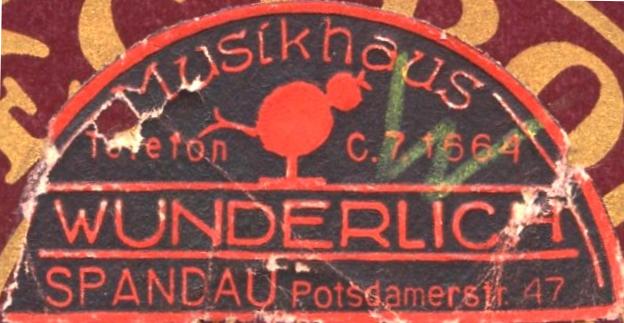 Musikhaus
Telefon C.7.1664
WUNDERLICH
SPANDAU Potsdamerstr. 47